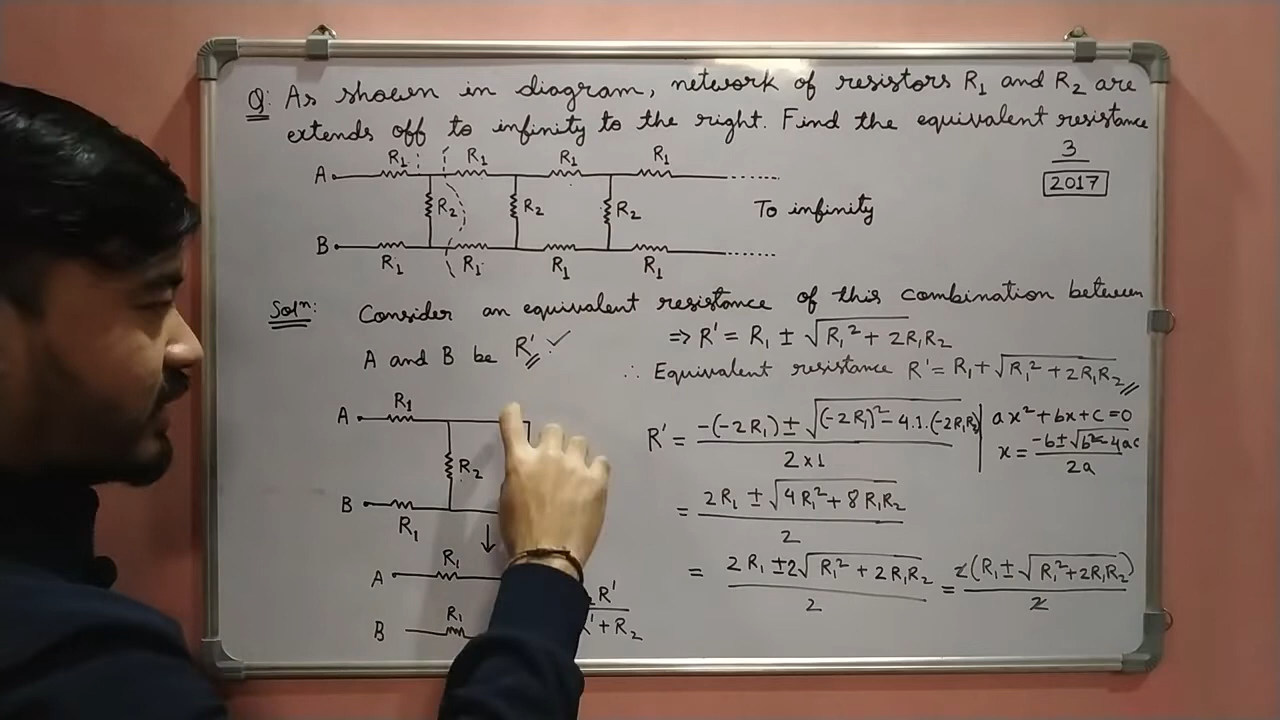 Q: As shown in diagram, network of resistors R₁ and R₂ are
extends off to infinity to the right. Find the equivalent resistance
3
2017
R₁ R₁ R₁ R₁
A
R₂ R₂ R₂
To infinity
B
R₁ R₁ R₁ R₁
Solⁿ: Consider an equivalent resistance of this combination between
A and B be R'.
A R₁
R₂
B
R₁
A R₁
B R₁
R'
R'+R₂
⇒ R' = R₁ ± √(R₁² + 2R₁R₂)
∴ Equivalent resistance R' = R₁ + √(R₁² + 2R₁R₂)
R' = (-(-2R₁) ± √((-2R₁)² - 4.1.(-2R₁R₂)))/(2×1)
ax² + bx + c = 0
x = (-b ± √(b² - 4ac))/(2a)
= (2R₁ ± √(4R₁² + 8R₁R₂))/2
= (2R₁ ± 2√(R₁² + 2R₁R₂))/2 = 2(R₁ ± √(R₁² + 2R₁R₂))/2